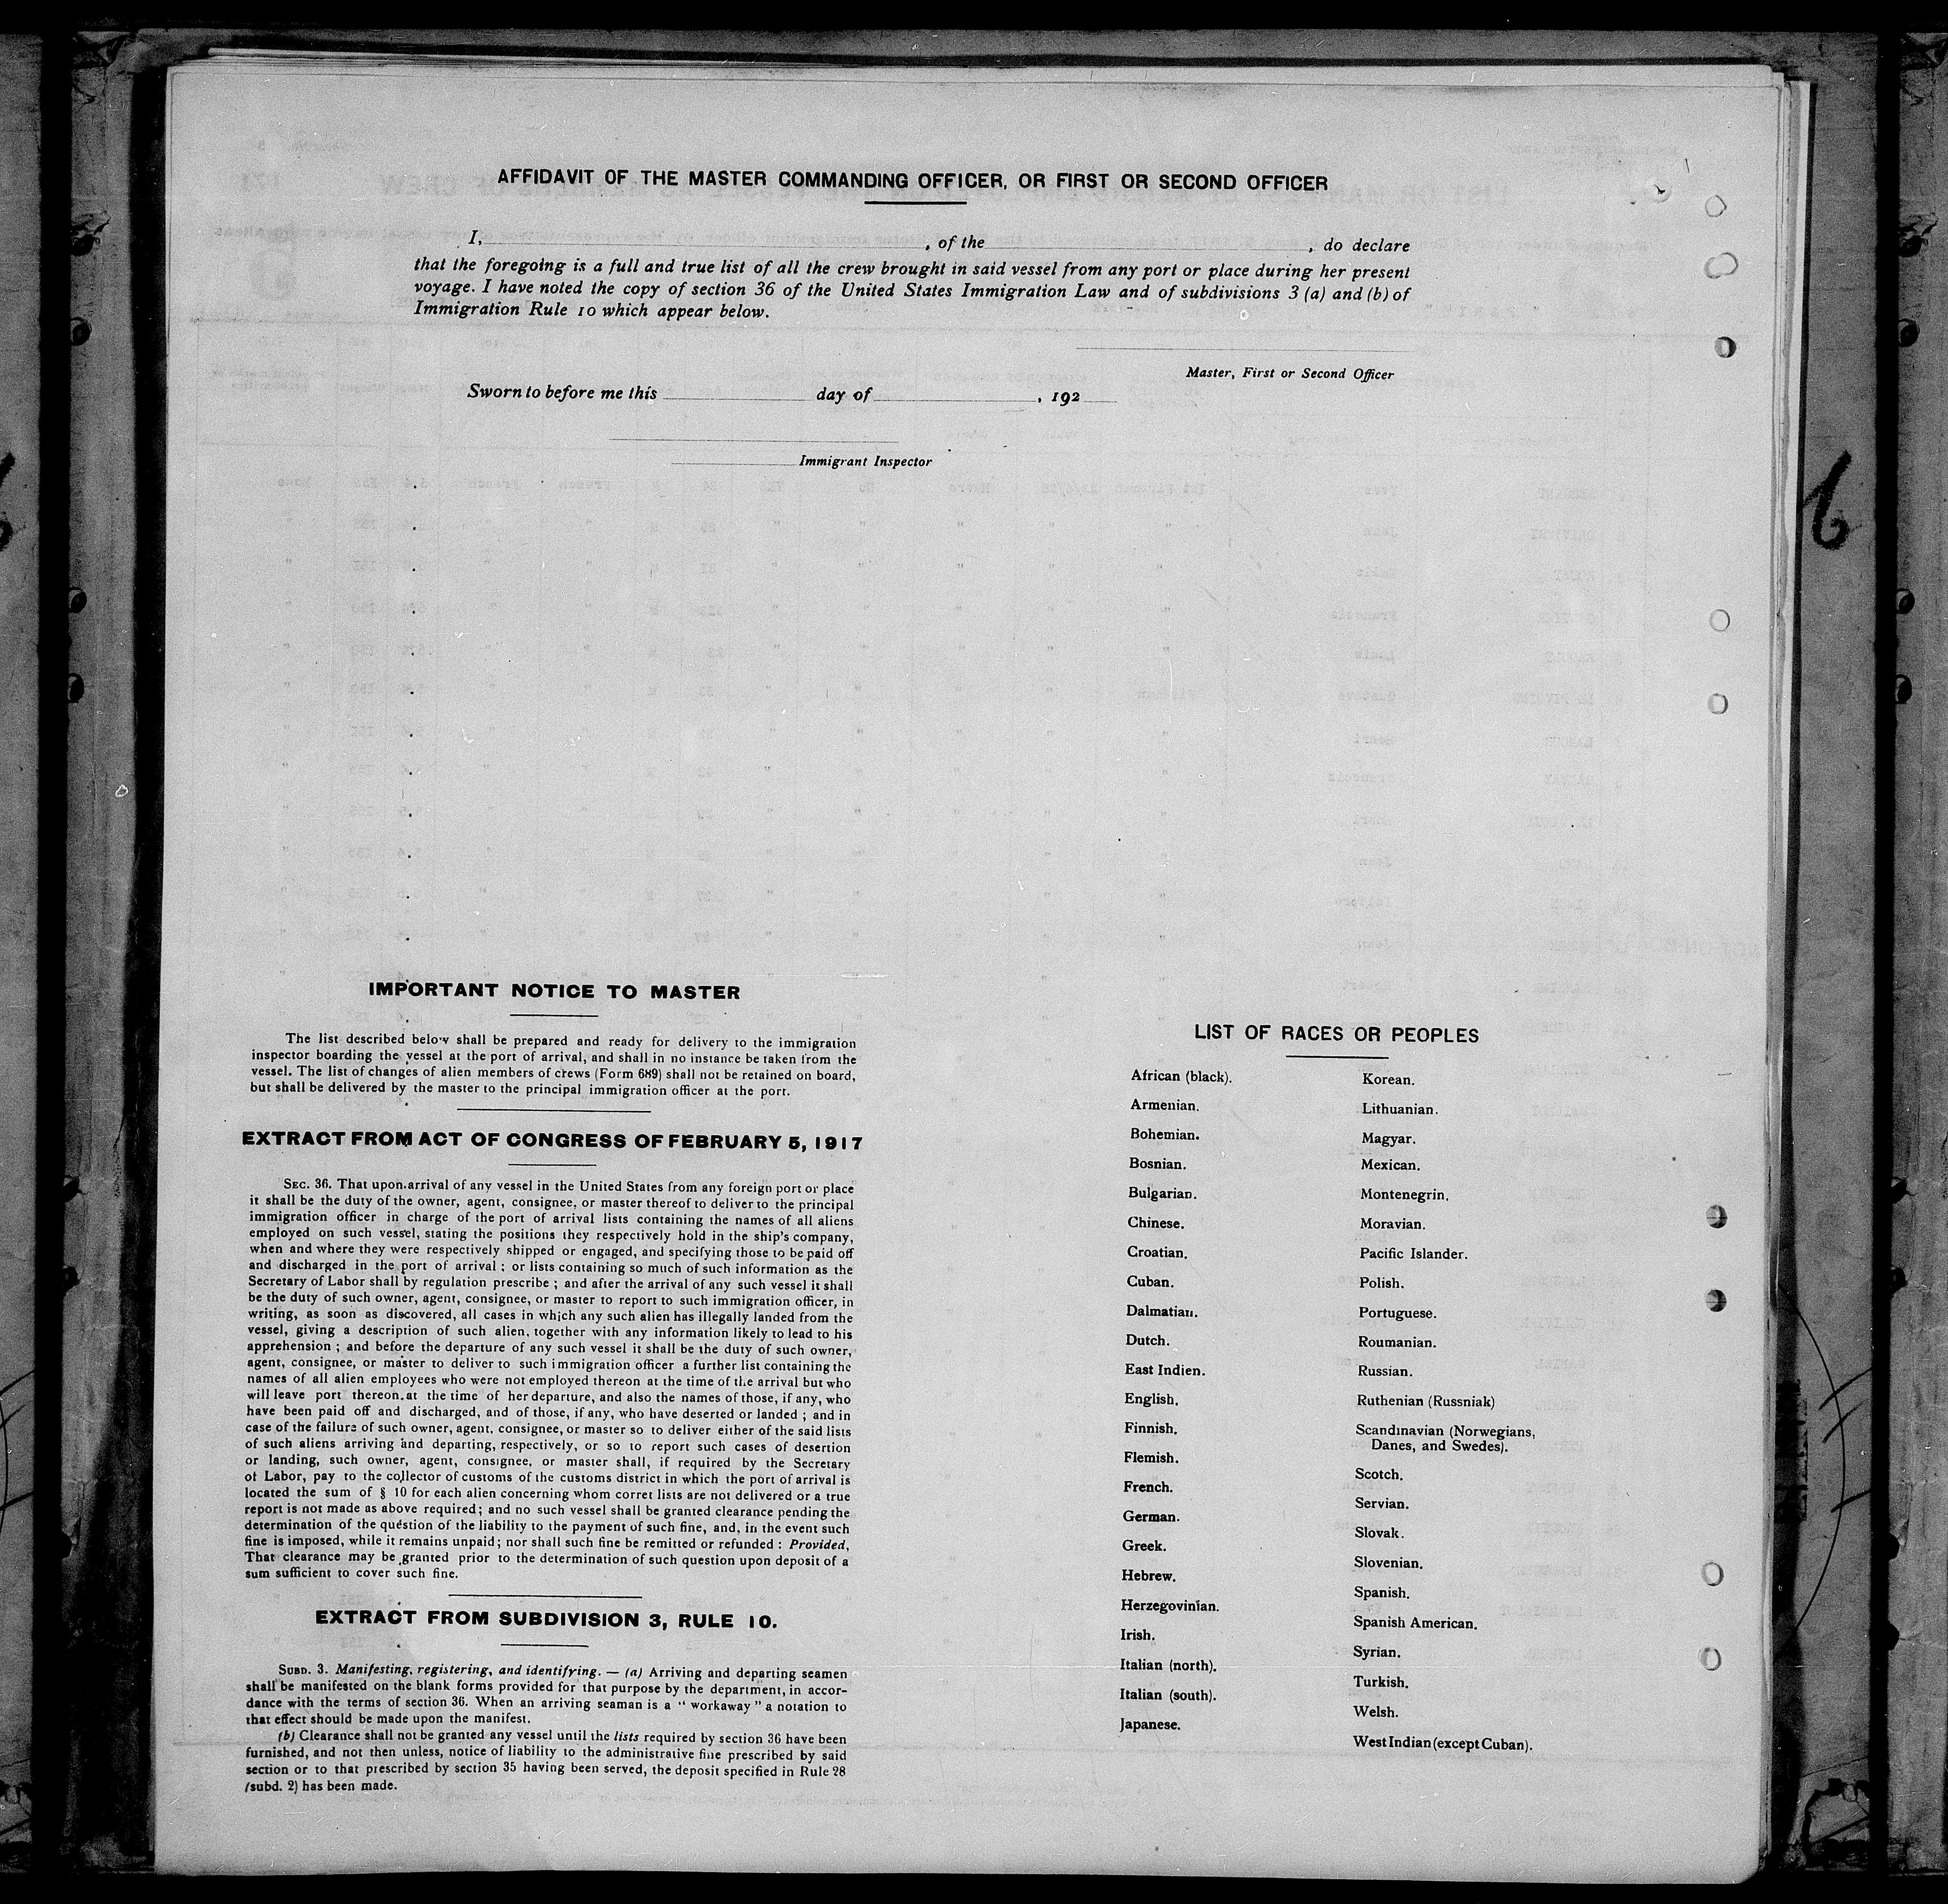 AFFIDAVIT OF THE MASTER COMMANDING OFFICER, OR FIRST OR SECOND OFFICER
I, , of the , do declare
that the foregoing is a full and true list of all the crew brought in said vessel from any port or place during her present
voyage. I have noted the copy of section 36 of the United States Immigration Law and of subdivisions 3 (a) and (b) of
Immigration Rule 10 which appear below.
Master, First or Second Officer
Sworn to before me this day of , 192
Immigrant Inspector
IMPORTANT NOTICE TO MASTER
The list described below shall be prepared and ready for delivery to the immigration
inspector boarding the vessel at the port of arrival, and shall in no instance be taken from the
vessel. The list of changes of alien members of crews (Form 689) shall not be retained on board,
but shall be delivered by the master to the principal immigration officer at the port.
EXTRACT FROM ACT OF CONGRESS OF FEBRUARY 5, 1917
SEC. 36. That upon arrival of any vessel in the United States from any foreign port or place
it shall be the duty of the owner, agent, consignee, or master thereof to deliver to the principal
immigration officer in charge of the port of arrival lists containing the names of all aliens
employed on such vessel, stating the positions they respectively hold in the ship's company,
when and where they were respectively shipped or engaged, and specifying those to be paid off
and discharged in the port of arrival ; or lists containing so much of such information as the
Secretary of Labor shall by regulation prescribe ; and after the arrival of any such vessel it shall
be the duty of such owner, agent, consignee, or master to report to such immigration officer, in
writing, as soon as discovered, all cases in which any such alien has illegally landed from the
vessel, giving a description of such alien, together with any information likely to lead to his
apprehension ; and before the departure of any such vessel it shall be the duty of such owner,
agent, consignee, or master to deliver to such immigration officer a further list containing the
names of all alien employees who were not employed thereon at the time of the arrival but who
will leave port thereon at the time of her departure, and also the names of those, if any, who
have been paid off and discharged, and of those, if any, who have deserted or landed ; and in
case of the failure of such owner, agent, consignee, or master so to deliver either of the said lists
of such aliens arriving and departing, respectively, or so to report such cases of desertion
or landing, such owner, agent, consignee, or master shall, if required by the Secretary
of Labor, pay to the collector of customs of the customs district in which the port of arrival is
located the sum of § 10 for each alien concerning whom corret lists are not delivered or a true
report is not made as above required; and no such vessel shall be granted clearance pending the
determination of the question of the liability to the payment of such fine, and, in the event such
fine is imposed, while it remains unpaid; nor shall such fine be remitted or refunded : Provided,
That clearance may be granted prior to the determination of such question upon deposit of a
sum sufficient to cover such fine.
EXTRACT FROM SUBDIVISION 3, RULE 10.
SUBD. 3. Manifesting, registering, and identifying. — (a) Arriving and departing seamen
shall be manifested on the blank forms provided for that purpose by the department, in accor-
dance with the terms of section 36. When an arriving seaman is a " workaway " a notation to
that effect should be made upon the manifest.
(b) Clearance shall not be granted any vessel until the lists required by section 36 have been
furnished, and not then unless, notice of liability to the administrative fine prescribed by said
section or to that prescribed by section 35 having been served, the deposit specified in Rule 28
(subd. 2) has been made.
LIST OF RACES OR PEOPLES
African (black).
Armenian.
Bohemian.
Bosnian.
Bulgarian.
Chinese.
Croatian.
Cuban.
Dalmatian.
Dutch.
East Indien.
English.
Finnish.
Flemish.
French.
German.
Greek.
Hebrew.
Herzegovinian.
Irish.
Italian (north).
Italian (south).
Japanese.
Korean.
Lithuanian.
Magyar.
Mexican.
Montenegrin.
Moravian.
Pacific Islander.
Polish.
Portuguese.
Roumanian.
Russian.
Ruthenian (Russniak)
Scandinavian (Norwegians,
Danes, and Swedes).
Scotch.
Servian.
Slovak.
Slovenian.
Spanish.
Spanish American.
Syrian.
Turkish.
Welsh.
West Indian (except Cuban).